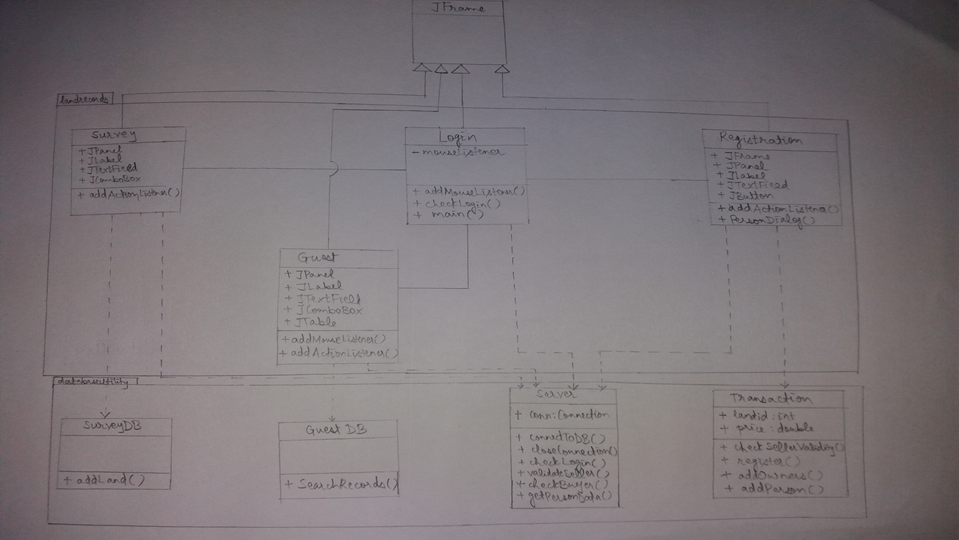 JFrame
landrecords
Survey
+ JPanel
+ JLabel
+ JTextField
+ JComboBox
+ addActionListener()
Login
- mouseListener
+ addMouseListener()
+ checkLogin()
+ main()
Registration
+ JFrame
+ JPanel
+ JLabel
+ JTextField
+ JButton
+ addActionListener()
+ PersonDialog()
Guest
+ JPanel
+ JLabel
+ JTextField
+ JComboBox
+ JTable
+ addMouseListener()
+ addActionListener()
SurveyDB
+ addLand()
Guest DB
+ SearchRecords()
Server
+ conn:Connection
+ connectToDB()
+ closeConnection()
+ checkLogin()
+ validateSeller()
+ checkBuyer()
+ getPersonData()
Transaction
+ landid : Int
+ price : double
+ checkSellerValidity()
+ register()
+ addOwners()
+ addPerson()